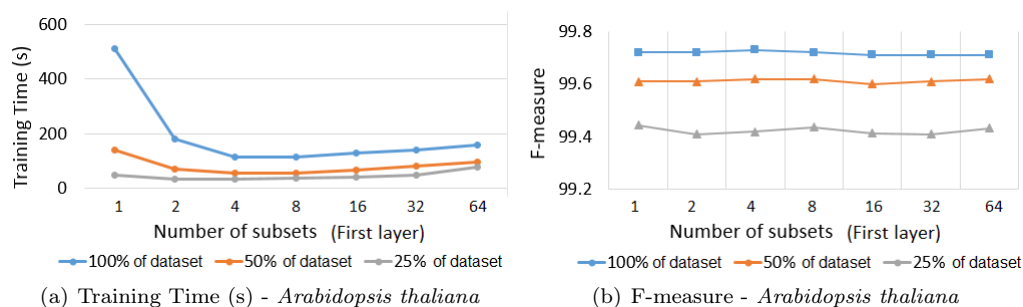 600
400
200
0
Training Time (s)
1 2 4 8 16 32 64
Number of subsets (First layer)
100% of dataset 50% of dataset 25% of dataset
(a) Training Time (s) - Arabidopsis thaliana
99.8
99.6
99.4
99.2
F-measure
1 2 4 8 16 32 64
Number of subsets (First layer)
100% of dataset 50% of dataset 25% of dataset
(b) F-measure - Arabidopsis thaliana